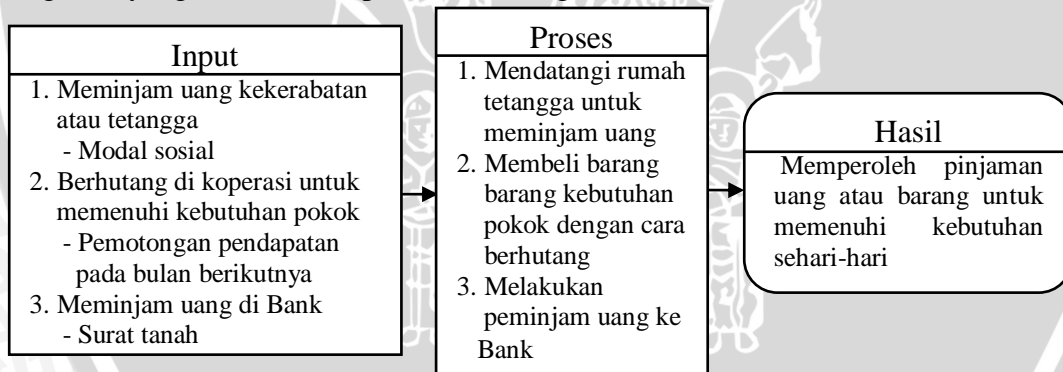 Input
1. Meminjam uang kekerabatan
atau tetangga
- Modal sosial
2. Berhutang di koperasi untuk
memenuhi kebutuhan pokok
- Pemotongan pendapatan
pada bulan berikutnya
3. Meminjam uang di Bank
- Surat tanah
Proses
1. Mendatangi rumah
tetangga untuk
meminjam uang
2. Membeli barang
barang kebutuhan
pokok dengan cara
berhutang
3. Melakukan
peminjam uang ke
Bank
Hasil
Memperoleh pinjaman
uang atau barang untuk
memenuhi kebutuhan
sehari-hari